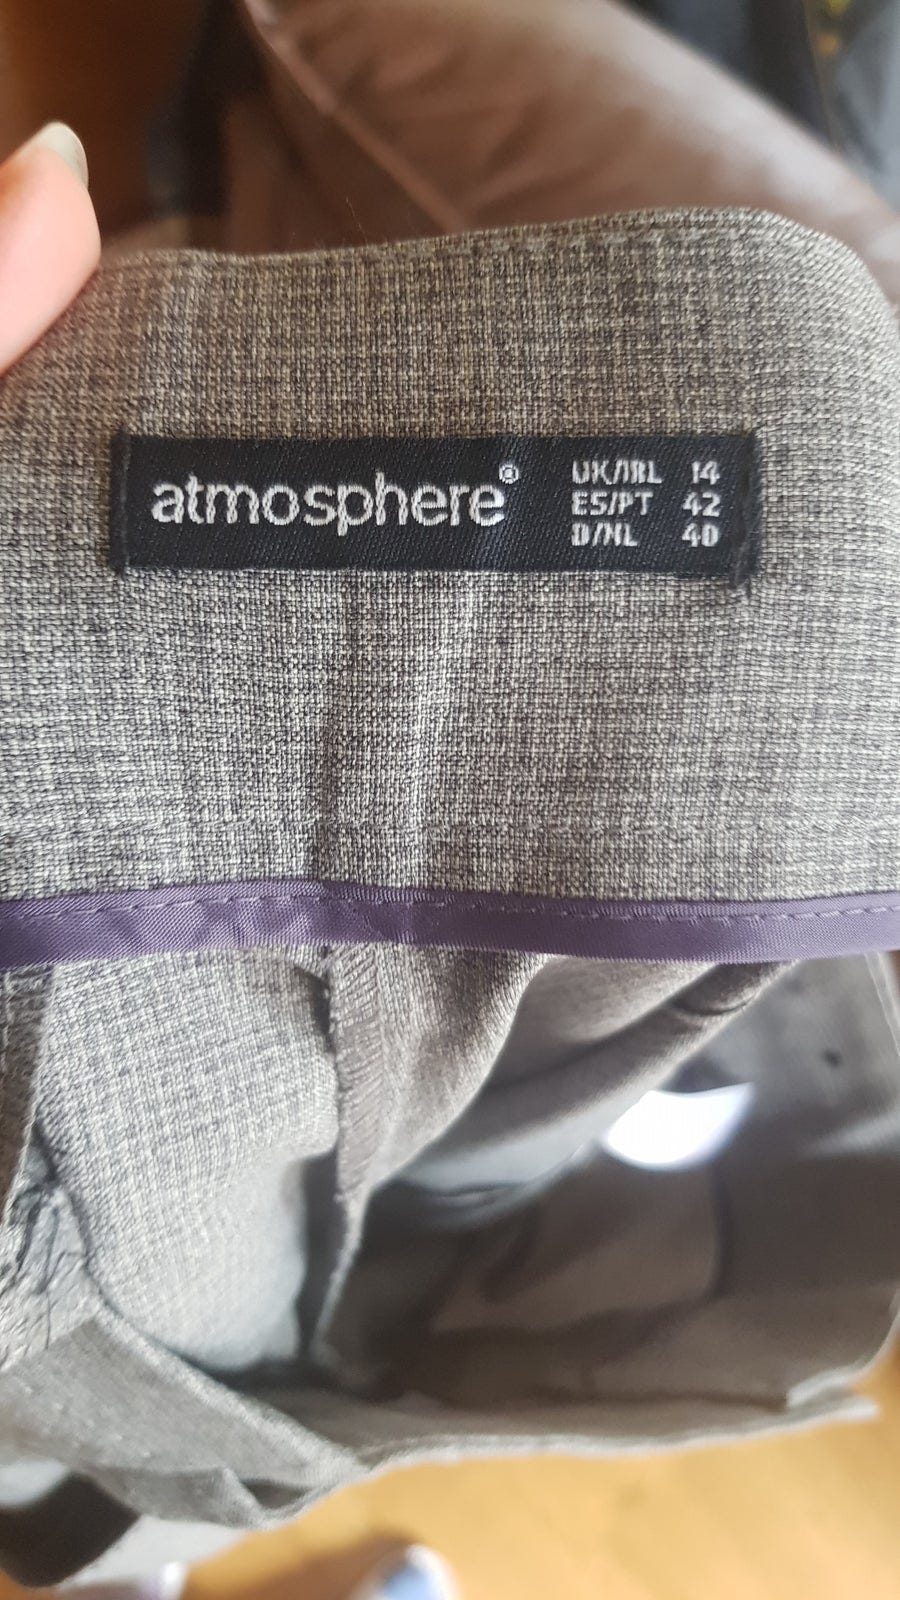 atmosphere®
UK/IRL 14
ES/PT 42
D/NL 40